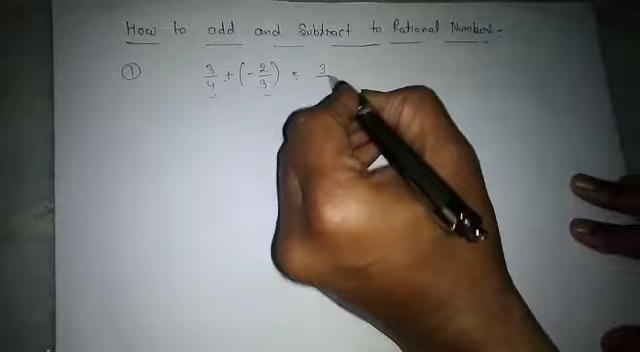 How to add and Subtract to Rational Numbers-
① 3/4 + (-2/3) = 3